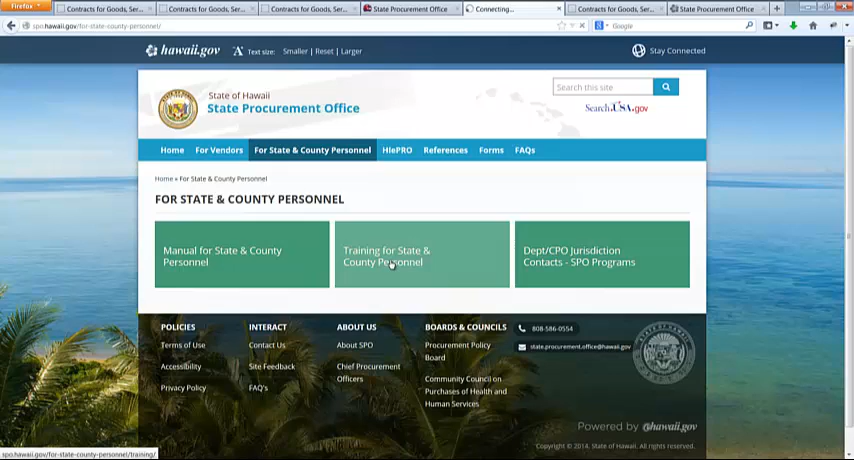 Firefox
Contracts for Goods, Ser...
Contracts for Goods, Ser...
Contracts for Goods, Ser...
State Procurement Office
Connecting...
Contracts for Goods, Ser...
State Procurement Office
spo.hawaii.gov/for-state-county-personnel/
Google
hawaii.gov
A Text size: Smaller | Reset | Larger
Stay Connected
State of Hawaii
State Procurement Office
Search this site
Search.USA.gov
Home
For Vendors
For State & County Personnel
HIePRO
References
Forms
FAQs
Home » For State & County Personnel
FOR STATE & COUNTY PERSONNEL
Manual for State & County
Personnel
Training for State &
County Personnel
Dept/CPO Jurisdiction
Contacts - SPO Programs
POLICIES
Terms of Use
Accessibility
Privacy Policy
INTERACT
Contact Us
Site Feedback
FAQ's
ABOUT US
About SPO
Chief Procurement
Officers
BOARDS & COUNCILS
Procurement Policy
Board
Community Council on
Purchases of Health and
Human Services
808-586-0554
state.procurement.office@hawaii.gov
Powered by ehawaii.gov
Copyright © 2014, State of Hawaii. All rights reserved.
spo.hawaii.gov/for-state-county-personnel/training/